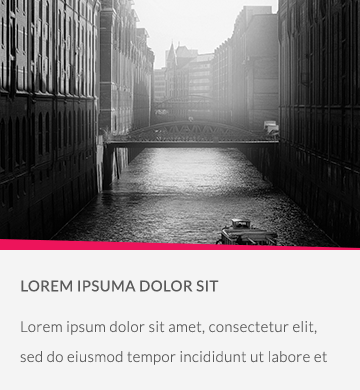 LOREM IPSUMA DOLOR SIT
Lorem ipsum dolor sit amet, consectetur elit,
sed do eiusmod tempor incididunt ut labore et